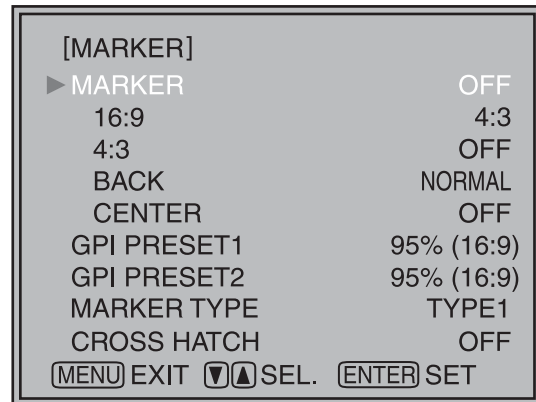 [MARKER]
MARKER OFF
16:9 4:3
4:3 OFF
BACK NORMAL
CENTER OFF
GPI PRESET1 95% (16:9)
GPI PRESET2 95% (16:9)
MARKER TYPE TYPE1
CROSS HATCH OFF
MENU EXIT ▼▲ SEL. ENTER SET